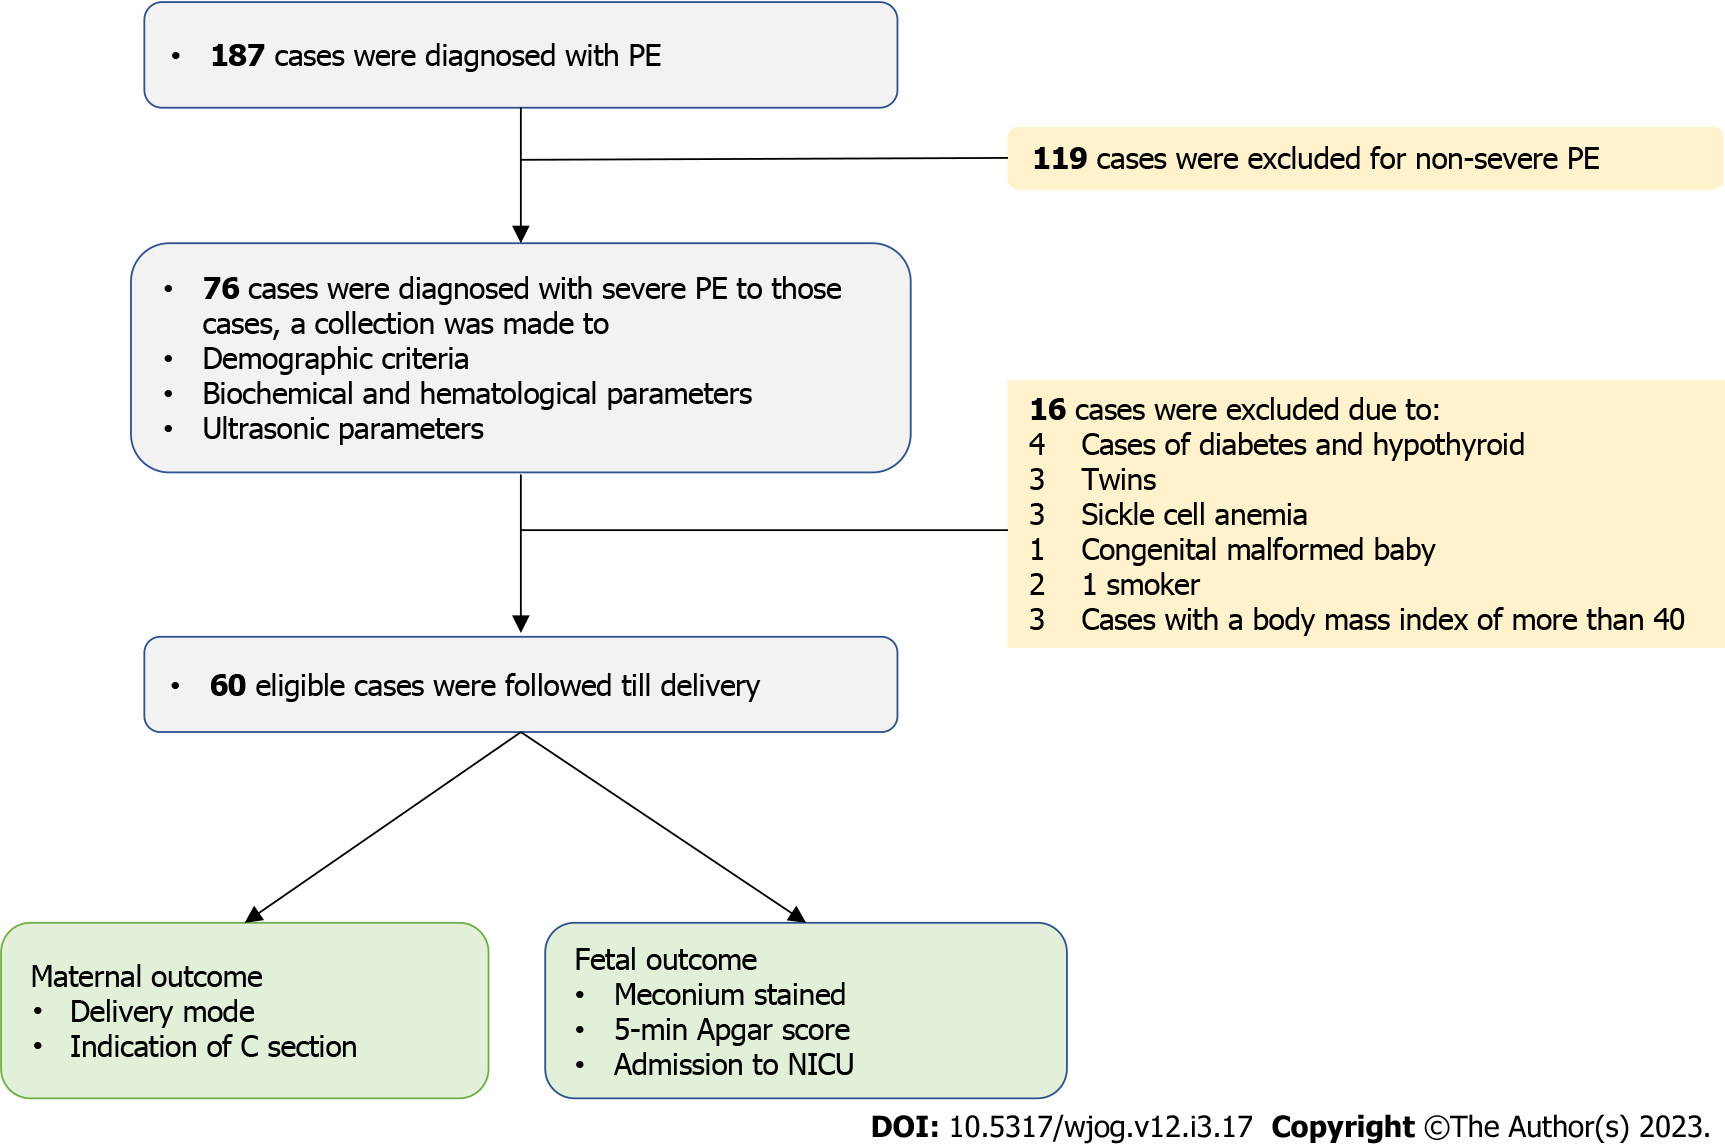 • 187 cases were diagnosed with PE
119 cases were excluded for non-severe PE
• 76 cases were diagnosed with severe PE to those
cases, a collection was made to
• Demographic criteria
• Biochemical and hematological parameters
• Ultrasonic parameters
16 cases were excluded due to:
4 Cases of diabetes and hypothyroid
3 Twins
3 Sickle cell anemia
1 Congenital malformed baby
2 1 smoker
3 Cases with a body mass index of more than 40
• 60 eligible cases were followed till delivery
Maternal outcome
• Delivery mode
• Indication of C section
Fetal outcome
• Meconium stained
• 5-min Apgar score
• Admission to NICU
DOI: 10.5317/wjog.v12.i3.17 Copyright ©The Author(s) 2023.